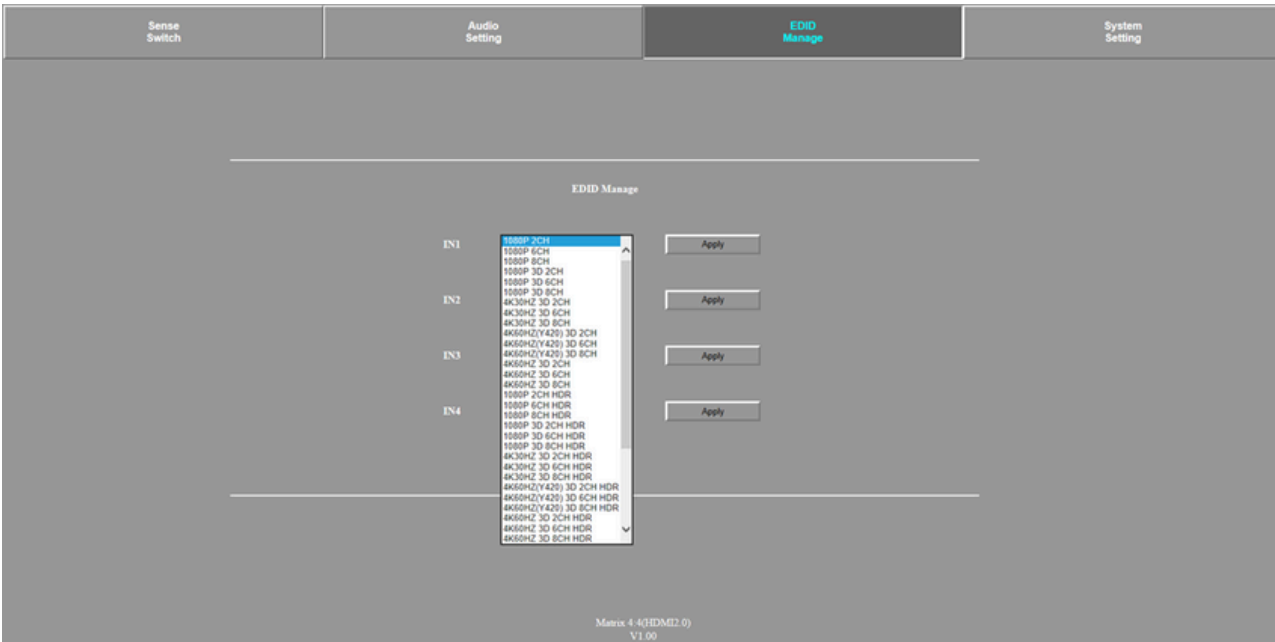 Sense
Switch
Audio
Setting
EDID
Manage
System
Setting
EDID Manage
IN1
1080P 2CH
Apply
1080P 6CH
1080P 8CH
1080P 3D 2CH
1080P 3D 6CH
1080P 3D 8CH
IN2
4K30HZ 3D 2CH
Apply
4K30HZ 3D 6CH
4K30HZ 3D 8CH
4K60HZ(Y420) 3D 2CH
4K60HZ(Y420) 3D 6CH
IN3
4K60HZ(Y420) 3D 8CH
Apply
4K60HZ 3D 2CH
4K60HZ 3D 6CH
4K60HZ 3D 8CH
1080P 2CH HDR
1080P 6CH HDR
IN4
1080P 8CH HDR
Apply
1080P 3D 2CH HDR
1080P 3D 6CH HDR
1080P 3D 8CH HDR
4K30HZ 3D 2CH HDR
4K30HZ 3D 6CH HDR
4K30HZ 3D 8CH HDR
4K60HZ(Y420) 3D 2CH HDR
4K60HZ(Y420) 3D 6CH HDR
4K60HZ(Y420) 3D 8CH HDR
4K60HZ 3D 2CH HDR
4K60HZ 3D 6CH HDR
4K60HZ 3D 8CH HDR
Matrix 4:4(HDMI2.0)
V1.00